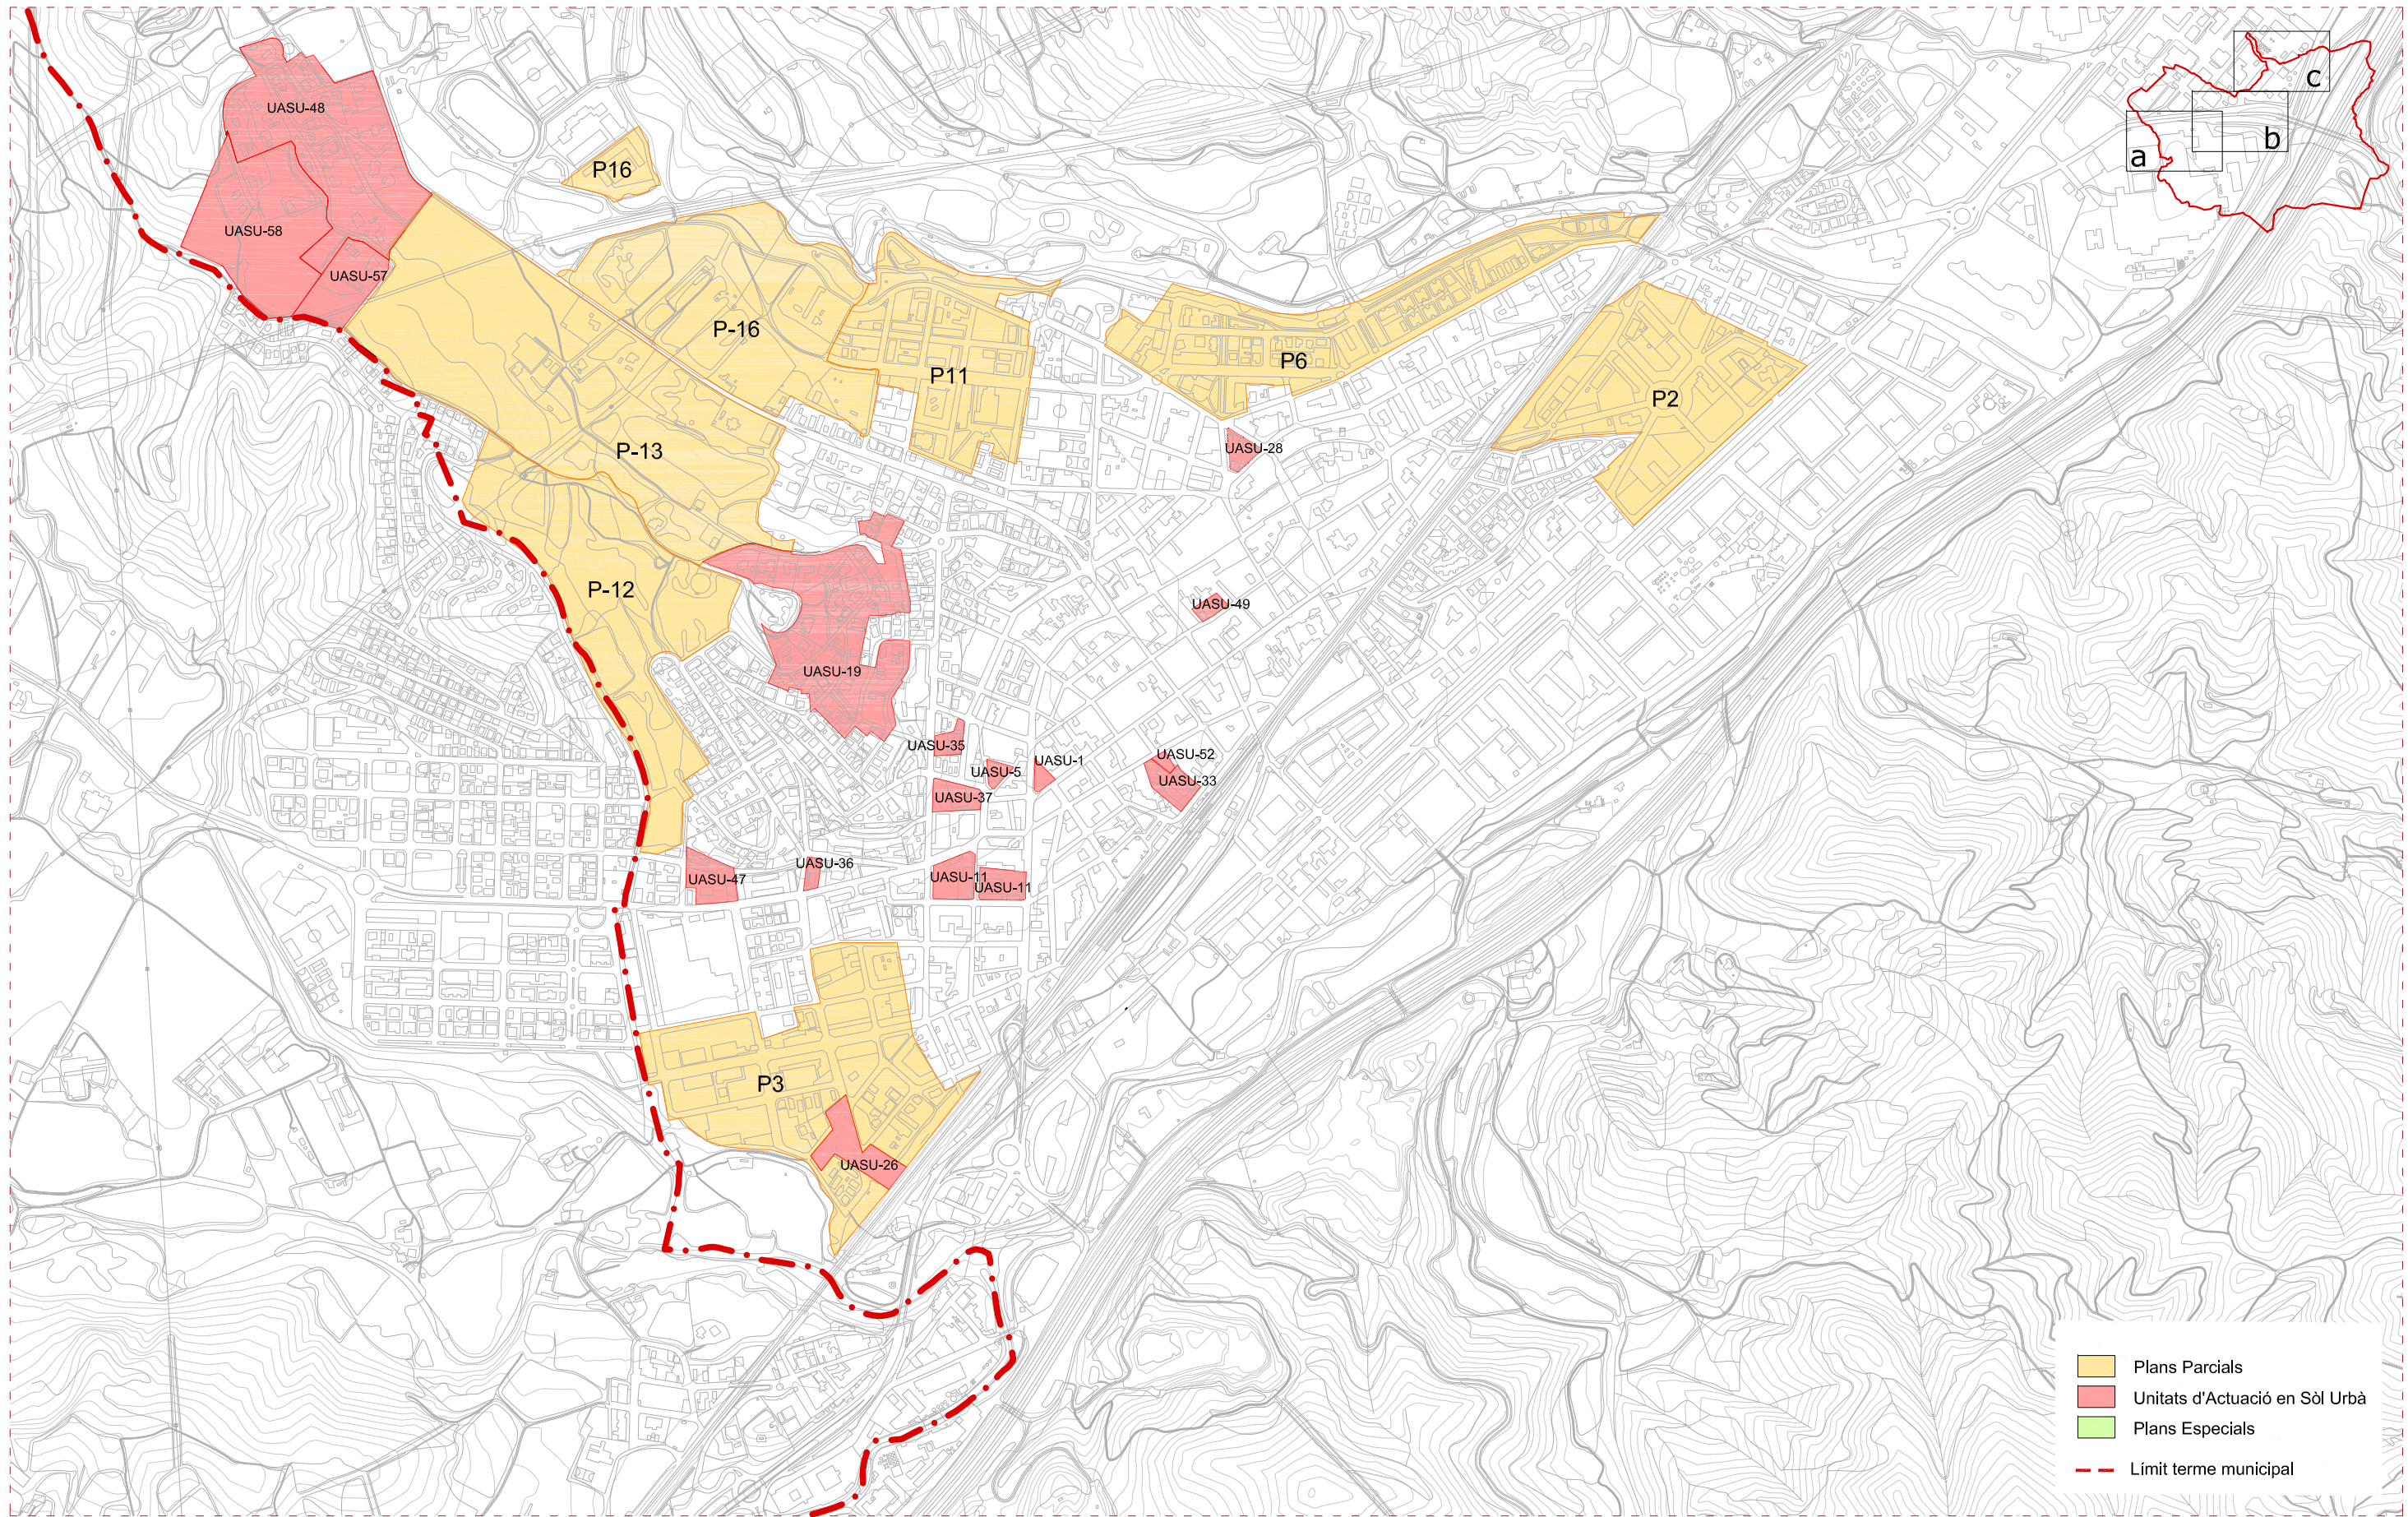 UASU-48
c
b
a
P16
UASU-58
UASU-57
P-16
P6
P11
P2
P-13
UASU-28
P-12
UASU-49
UASU-19
UASU-35
UASU-52
UASU-1
UASU-5
UASU-33
UASU-37
UASU-36
UASU-47
UASU-11
UASU-11
P3
UASU-26
Plans Parcials
Unitats d'Actuació en Sòl Urbà
Plans Especials
Límit terme municipal